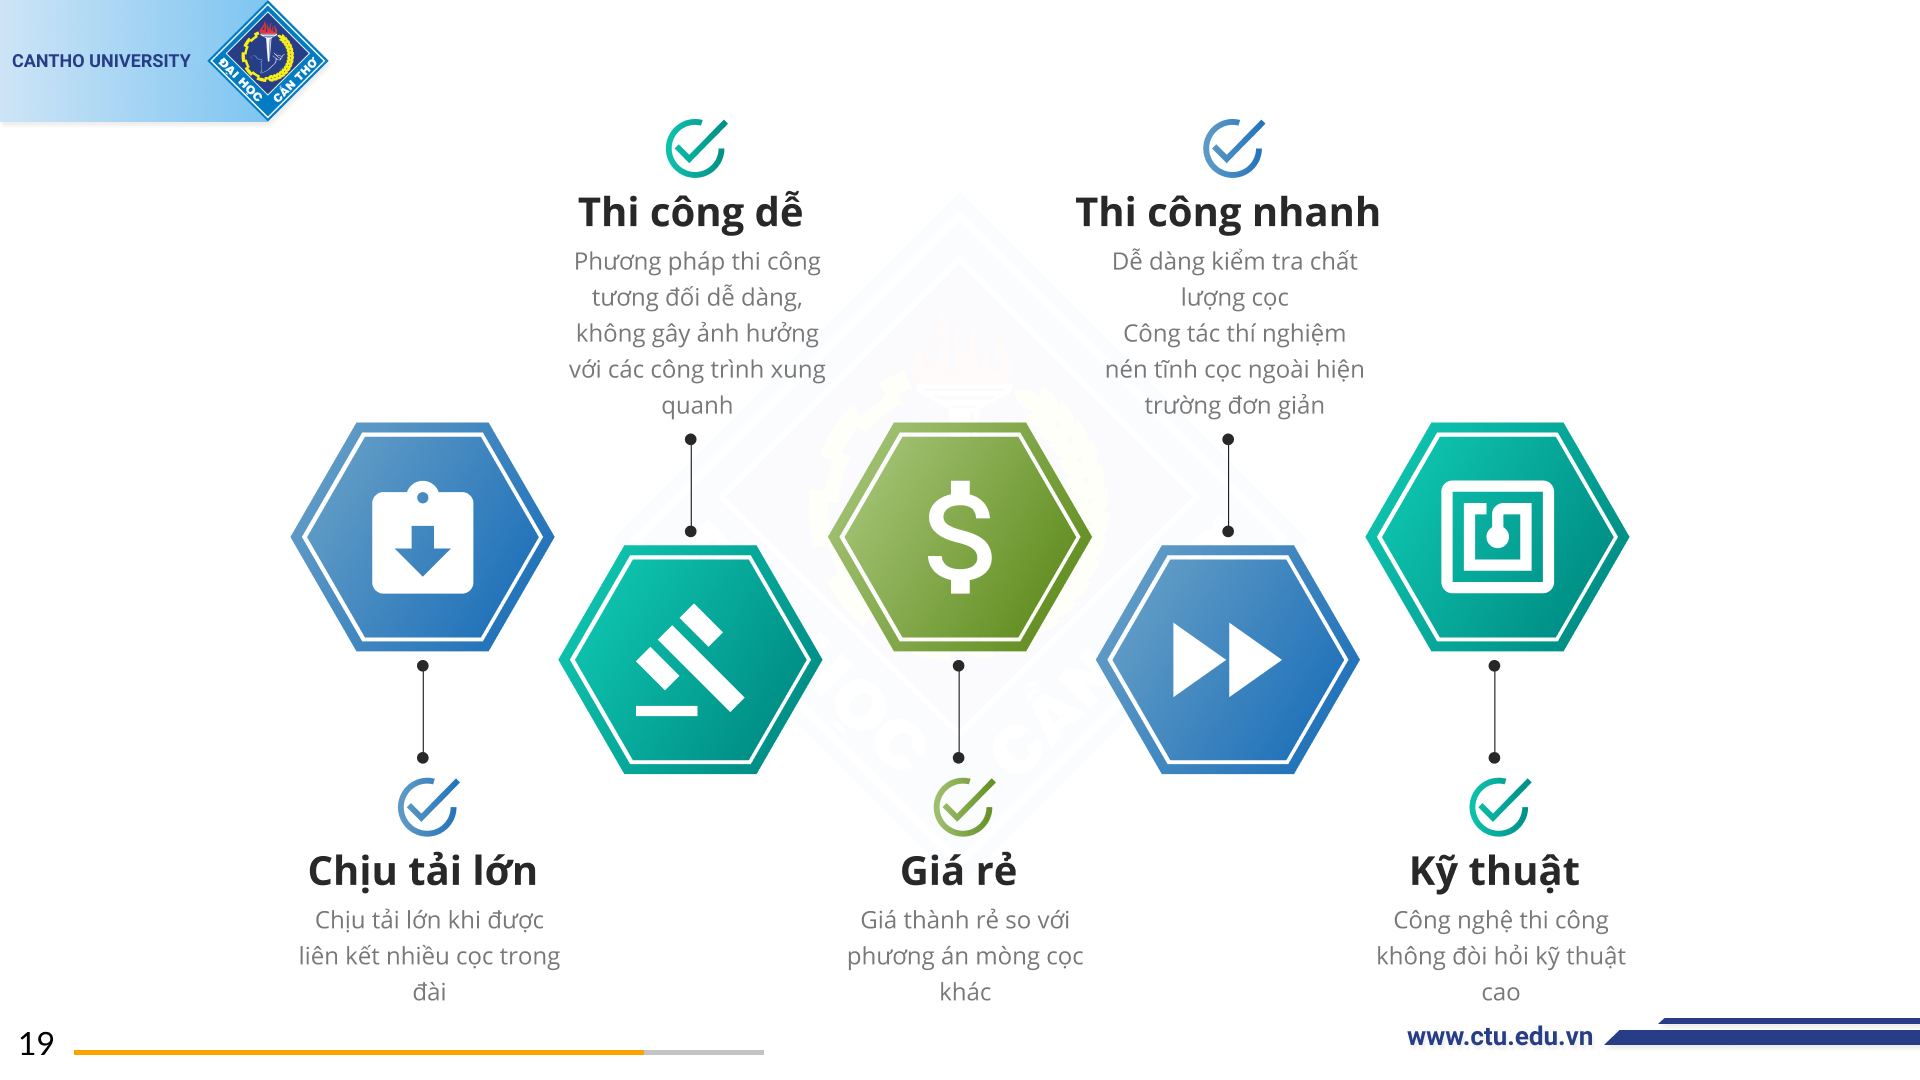 CANTHO UNIVERSITY
ĐẠI HỌC CẦN THƠ
Thi công dễ
Phương pháp thi công
tương đối dễ dàng,
không gây ảnh hưởng
với các công trình xung
quanh
Thi công nhanh
Dễ dàng kiểm tra chất
lượng cọc
Công tác thí nghiệm
nén tĩnh cọc ngoài hiện
trường đơn giản
Chịu tải lớn
Chịu tải lớn khi được
liên kết nhiều cọc trong
đài
Giá rẻ
Giá thành rẻ so với
phương án mòng cọc
khác
Kỹ thuật
Công nghệ thi công
không đòi hỏi kỹ thuật
cao
19
www.ctu.edu.vn